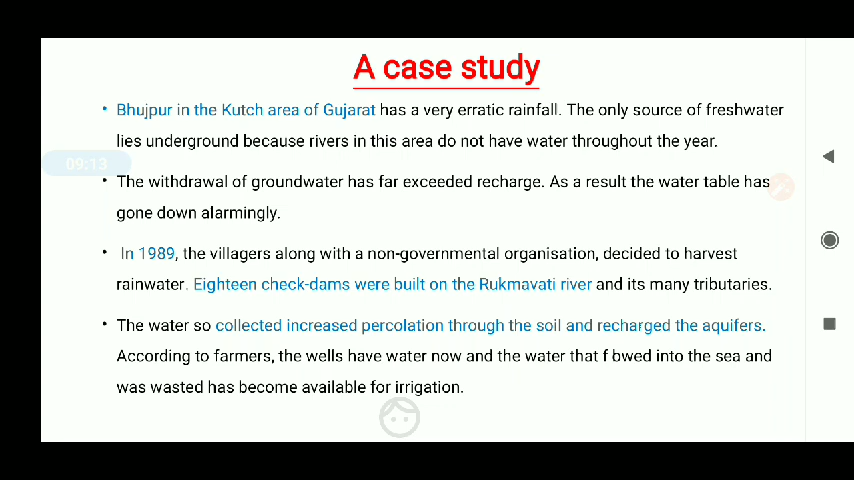 A case study
• Bhujpur in the Kutch area of Gujarat has a very erratic rainfall. The only source of freshwater
lies underground because rivers in this area do not have water throughout the year.
09:13
• The withdrawal of groundwater has far exceeded recharge. As a result the water table has
gone down alarmingly.
• In 1989, the villagers along with a non-governmental organisation, decided to harvest
rainwater. Eighteen check-dams were built on the Rukmavati river and its many tributaries.
• The water so collected increased percolation through the soil and recharged the aquifers.
According to farmers, the wells have water now and the water that f bwed into the sea and
was wasted has become available for irrigation.